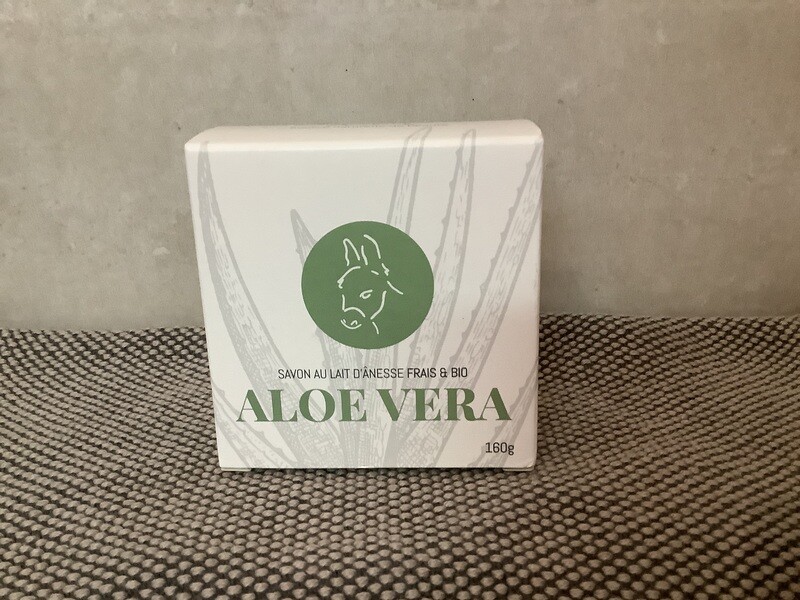 SAVON AU LAIT D'ÂNESSE FRAIS & BIO
ALOE VERA
160g